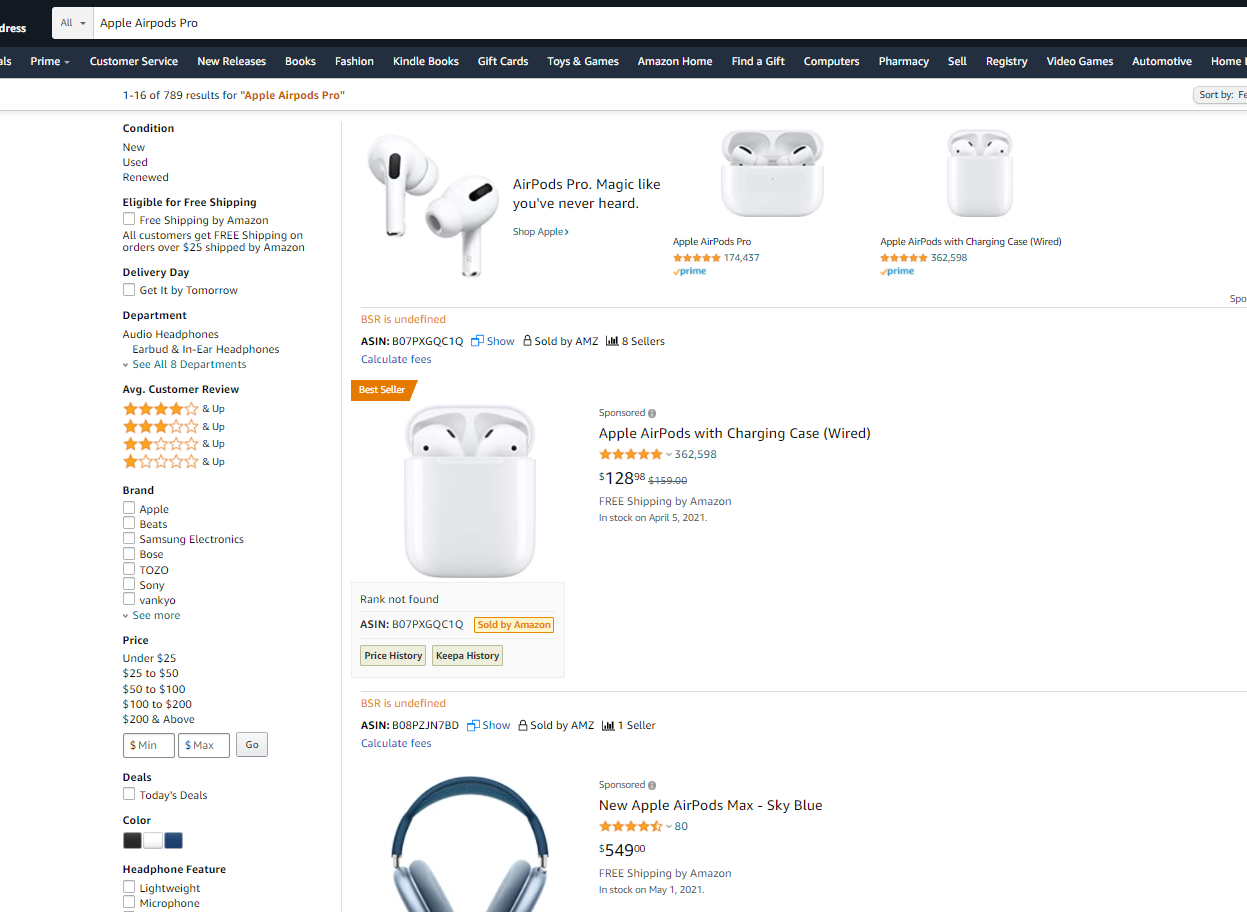 dress
All
Apple Airpods Pro
als Prime Customer Service New Releases Books Fashion Kindle Books Gift Cards Toys & Games Amazon Home Find a Gift Computers Pharmacy Sell Registry Video Games Automotive Home I
1-16 of 789 results for "Apple Airpods Pro"
Sort by: Fe
Condition
New
Used
Renewed
Eligible for Free Shipping
Free Shipping by Amazon
All customers get FREE Shipping on
orders over $25 shipped by Amazon
Delivery Day
Get It by Tomorrow
Department
Audio Headphones
Earbud & In-Ear Headphones
See All 8 Departments
Avg. Customer Review
& Up
& Up
& Up
& Up
Brand
Apple
Beats
Samsung Electronics
Bose
TOZO
Sony
vankyo
See more
Price
Under $25
$25 to $50
$50 to $100
$100 to $200
$200 & Above
$ Min $ Max Go
Deals
Today's Deals
Color
Headphone Feature
Lightweight
Microphone
AirPods Pro. Magic like
you've never heard.
Shop Apple›
Apple AirPods Pro
174,437
prime
Apple AirPods with Charging Case (Wired)
362,598
prime
Spo
BSR is undefined
ASIN: B07PXGQC1Q Show Sold by AMZ 8 Sellers
Calculate fees
Best Seller
Sponsored
Apple AirPods with Charging Case (Wired)
362,598
$128.98 $159.00
FREE Shipping by Amazon
In stock on April 5, 2021.
Rank not found
ASIN: B07PXGQC1Q Sold by Amazon
Price History Keepa History
BSR is undefined
ASIN: B08PZJN7BD Show Sold by AMZ 1 Seller
Calculate fees
Sponsored
New Apple AirPods Max - Sky Blue
80
$549.00
FREE Shipping by Amazon
In stock on May 1, 2021.